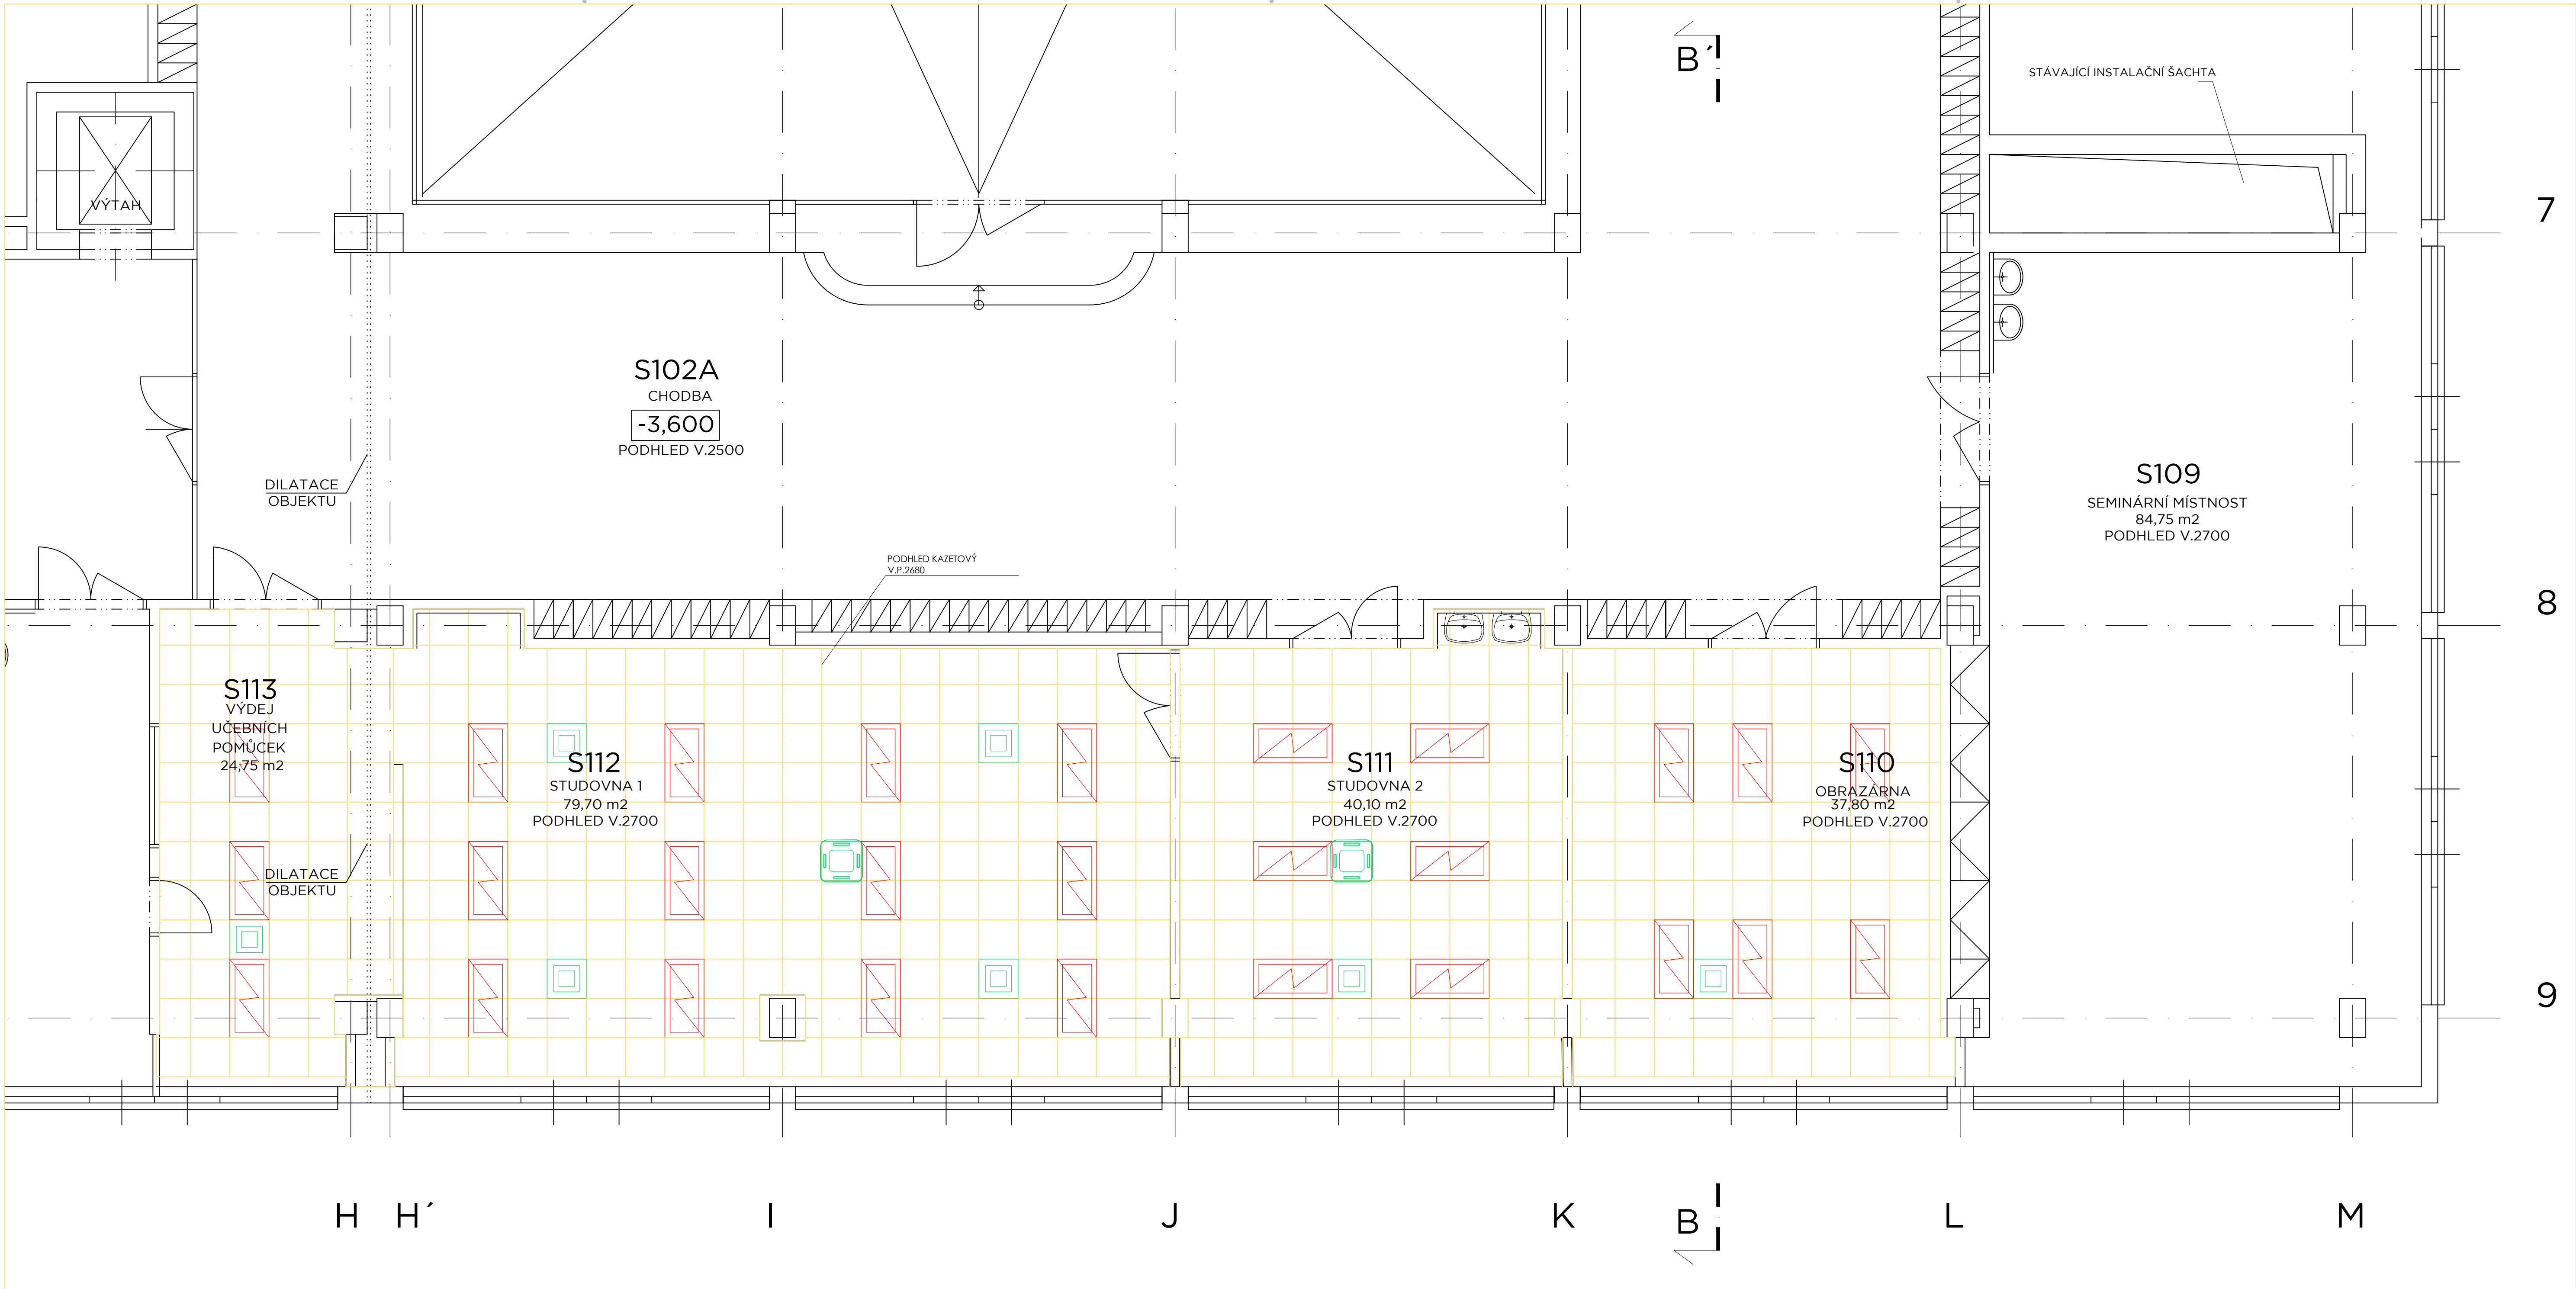 B´
STÁVAJÍCÍ INSTALAČNÍ ŠACHTA
VÝTAH
7
S102A
CHODBA
-3,600
PODHLED V.2500
S109
SEMINÁRNÍ MÍSTNOST
84,75 m2
PODHLED V.2700
DILATACE
OBJEKTU
PODHLED KAZETOVÝ
V.P.2680
8
S113
VÝDEJ
UČEBNÍCH
POMŮCEK
24,75 m2
S112
STUDOVNA 1
79,70 m2
PODHLED V.2700
S111
STUDOVNA 2
40,10 m2
PODHLED V.2700
S110
OBRAZÁRNA
37,80 m2
PODHLED V.2700
DILATACE
OBJEKTU
9
H H´ I J K B L M